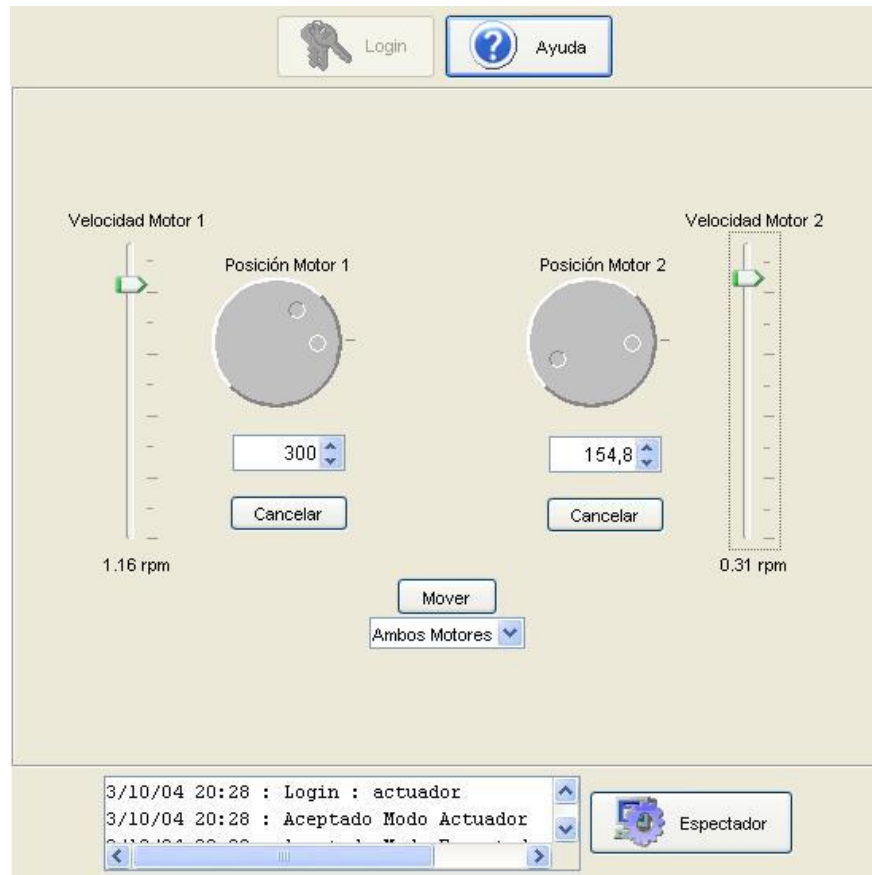 Login
Ayuda
Velocidad Motor 1
Velocidad Motor 2
Posición Motor 1
Posición Motor 2
300
154,8
Cancelar
Cancelar
1.16 rpm
0.31 rpm
Mover
Ambos Motores
3/10/04 20:28 : Login : actuador
3/10/04 20:28 : Aceptado Modo Actuador
Espectador